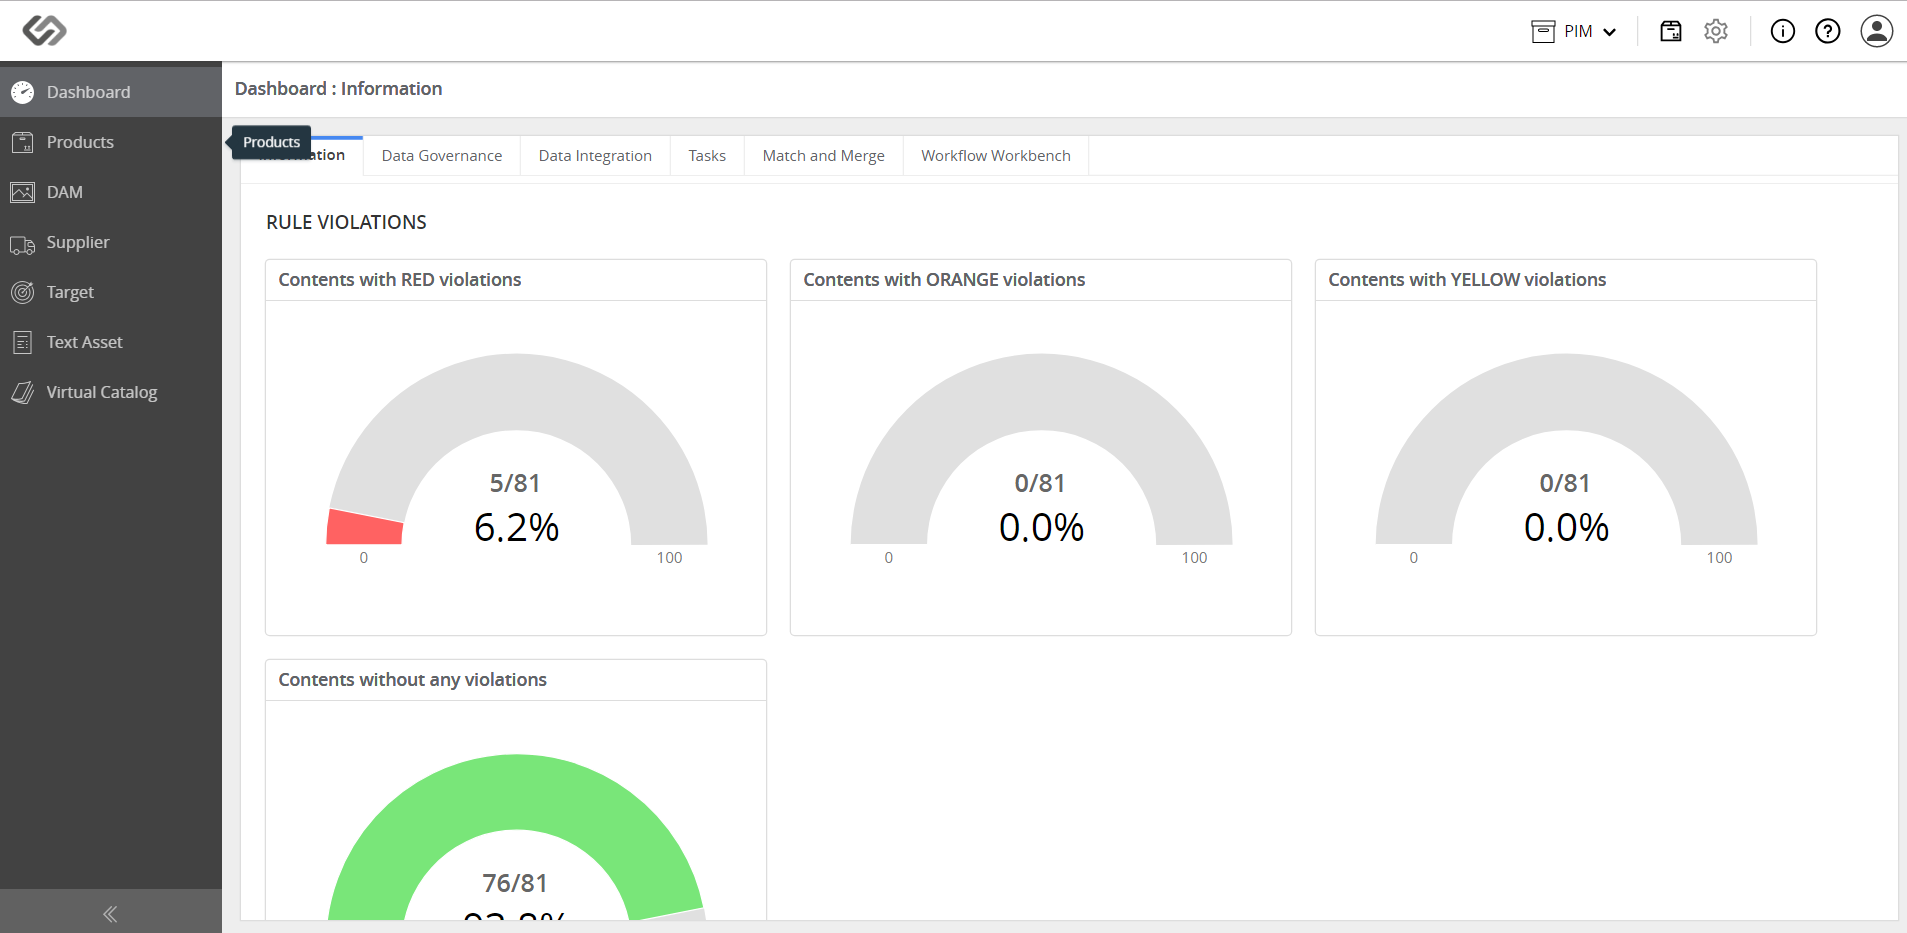 PIM
Dashboard
Products
DAM
Supplier
Target
Text Asset
Virtual Catalog
Dashboard : Information
Products
Data Governance
Data Integration
Tasks
Match and Merge
Workflow Workbench
RULE VIOLATIONS
Contents with RED violations
5/81
6.2%
0
100
Contents with ORANGE violations
0/81
0.0%
0
100
Contents with YELLOW violations
0/81
0.0%
0
100
Contents without any violations
76/81
93.8%